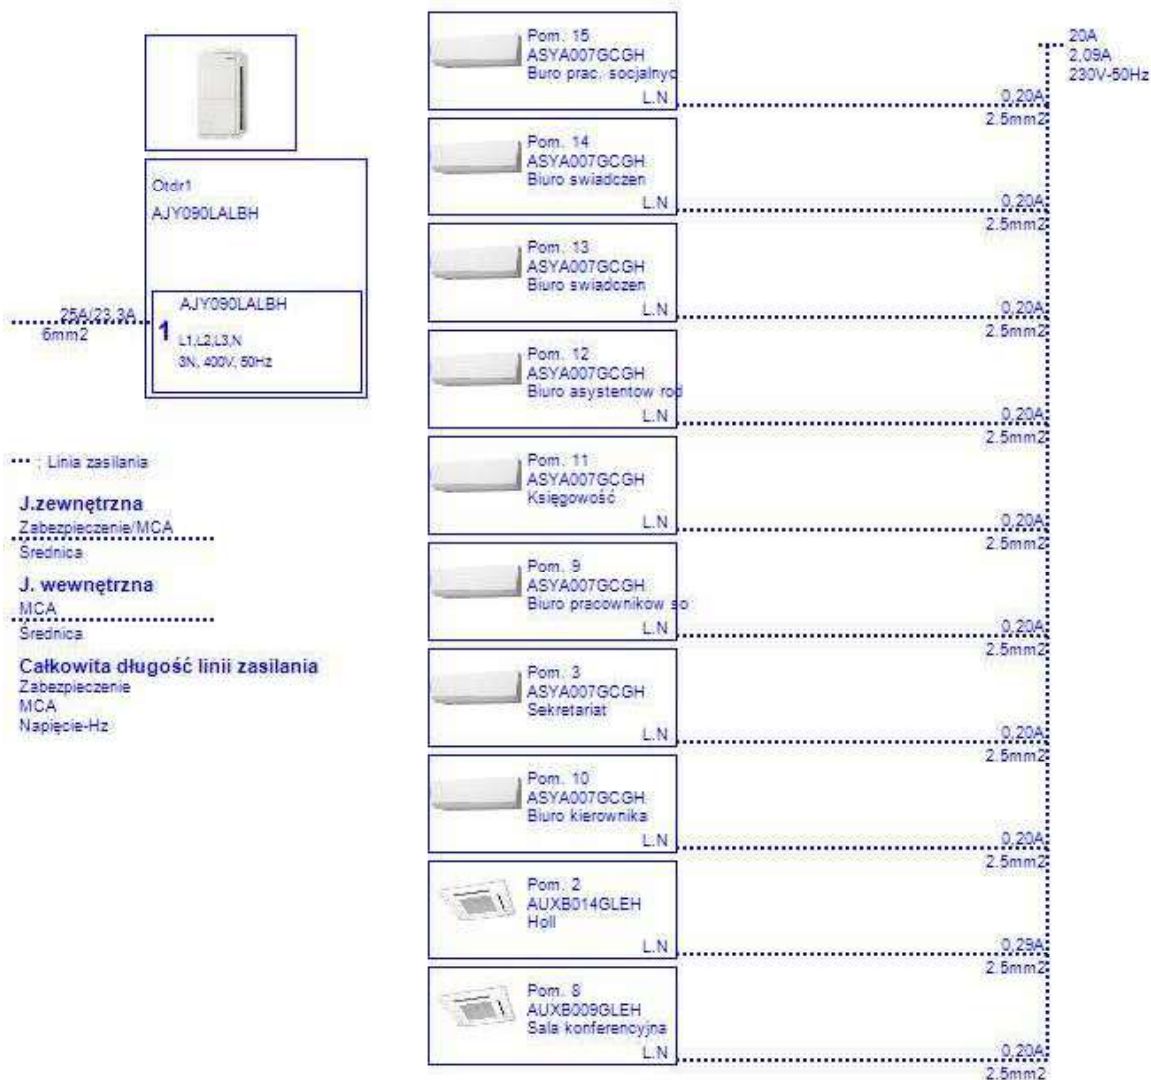 Otdr1
AJY090LALBH
25A/23,3A
6mm2
AJY090LALBH
1
L1,L2,L3,N
3N, 400V, 50Hz
: Linia zasilania
J.zewnętrzna
Zabezpieczenie/MCA
Średnica
J. wewnętrzna
MCA
Średnica
Całkowita długość linii zasilania
Zabezpieczenie
MCA
Napięcie-Hz
Pom. 15
ASYA007GCGH
Buro prac. socjalnyc
L.N
0,20A
2.5mm2
Pom. 14
ASYA007GCGH
Biuro swiadczen
L.N
0,20A
2.5mm2
Pom. 13
ASYA007GCGH
Biuro swiadczen
L.N
0,20A
2.5mm2
Pom. 12
ASYA007GCGH
Biuro asystentow rod
L.N
0,20A
2.5mm2
Pom. 11
ASYA007GCGH
Księgowość
L.N
0,20A
2.5mm2
Pom. 9
ASYA007GCGH
Biuro pracownikow so
L.N
0,20A
2.5mm2
Pom. 3
ASYA007GCGH
Sekretariat
L.N
0,20A
2.5mm2
Pom. 10
ASYA007GCGH
Biuro kierownika
L.N
0,20A
2.5mm2
Pom. 2
AUXB014GLEH
Holl
L.N
0,29A
2.5mm2
Pom. 8
AUXB009GLEH
Sala konferencyjna
L.N
0,20A
2.5mm2
20A
2,09A
230V-50Hz